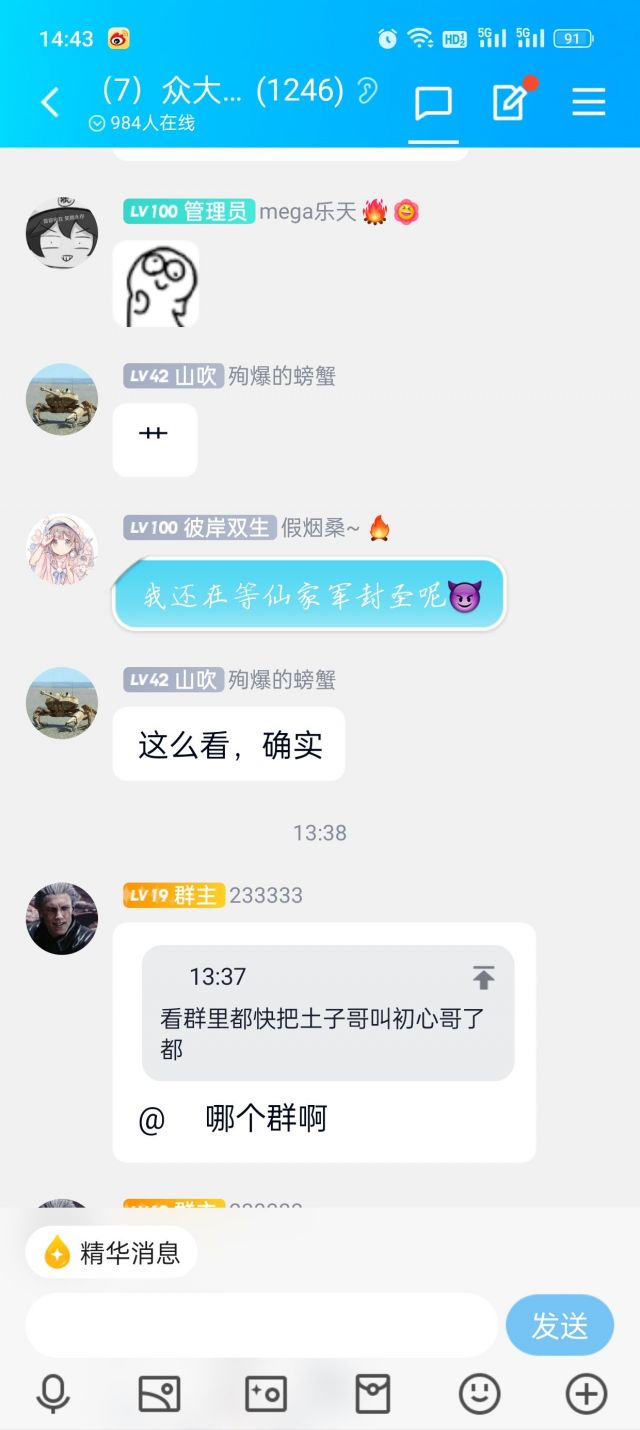 14:43
HD 1 2
5G
5G
91
(7) 众大... (1246)
984人在线
LV100 管理员 mega乐天
LV42 山吹 殉爆的螃蟹
艹
LV100 彼岸双生 假烟桑~
我还在等仙家军封圣呢
LV42 山吹 殉爆的螃蟹
这么看，确实
13:38
LV19 群主 233333
13:37
看群里都快把土子哥叫初心哥了
都
@ 哪个群啊
精华消息
发送